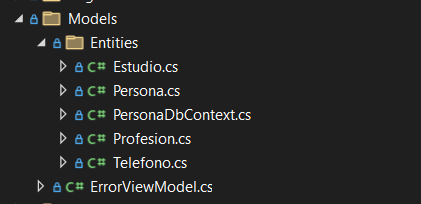 Models
Entities
C# Estudio.cs
C# Persona.cs
C# PersonaDbContext.cs
C# Profesion.cs
C# Telefono.cs
C# ErrorViewModel.cs